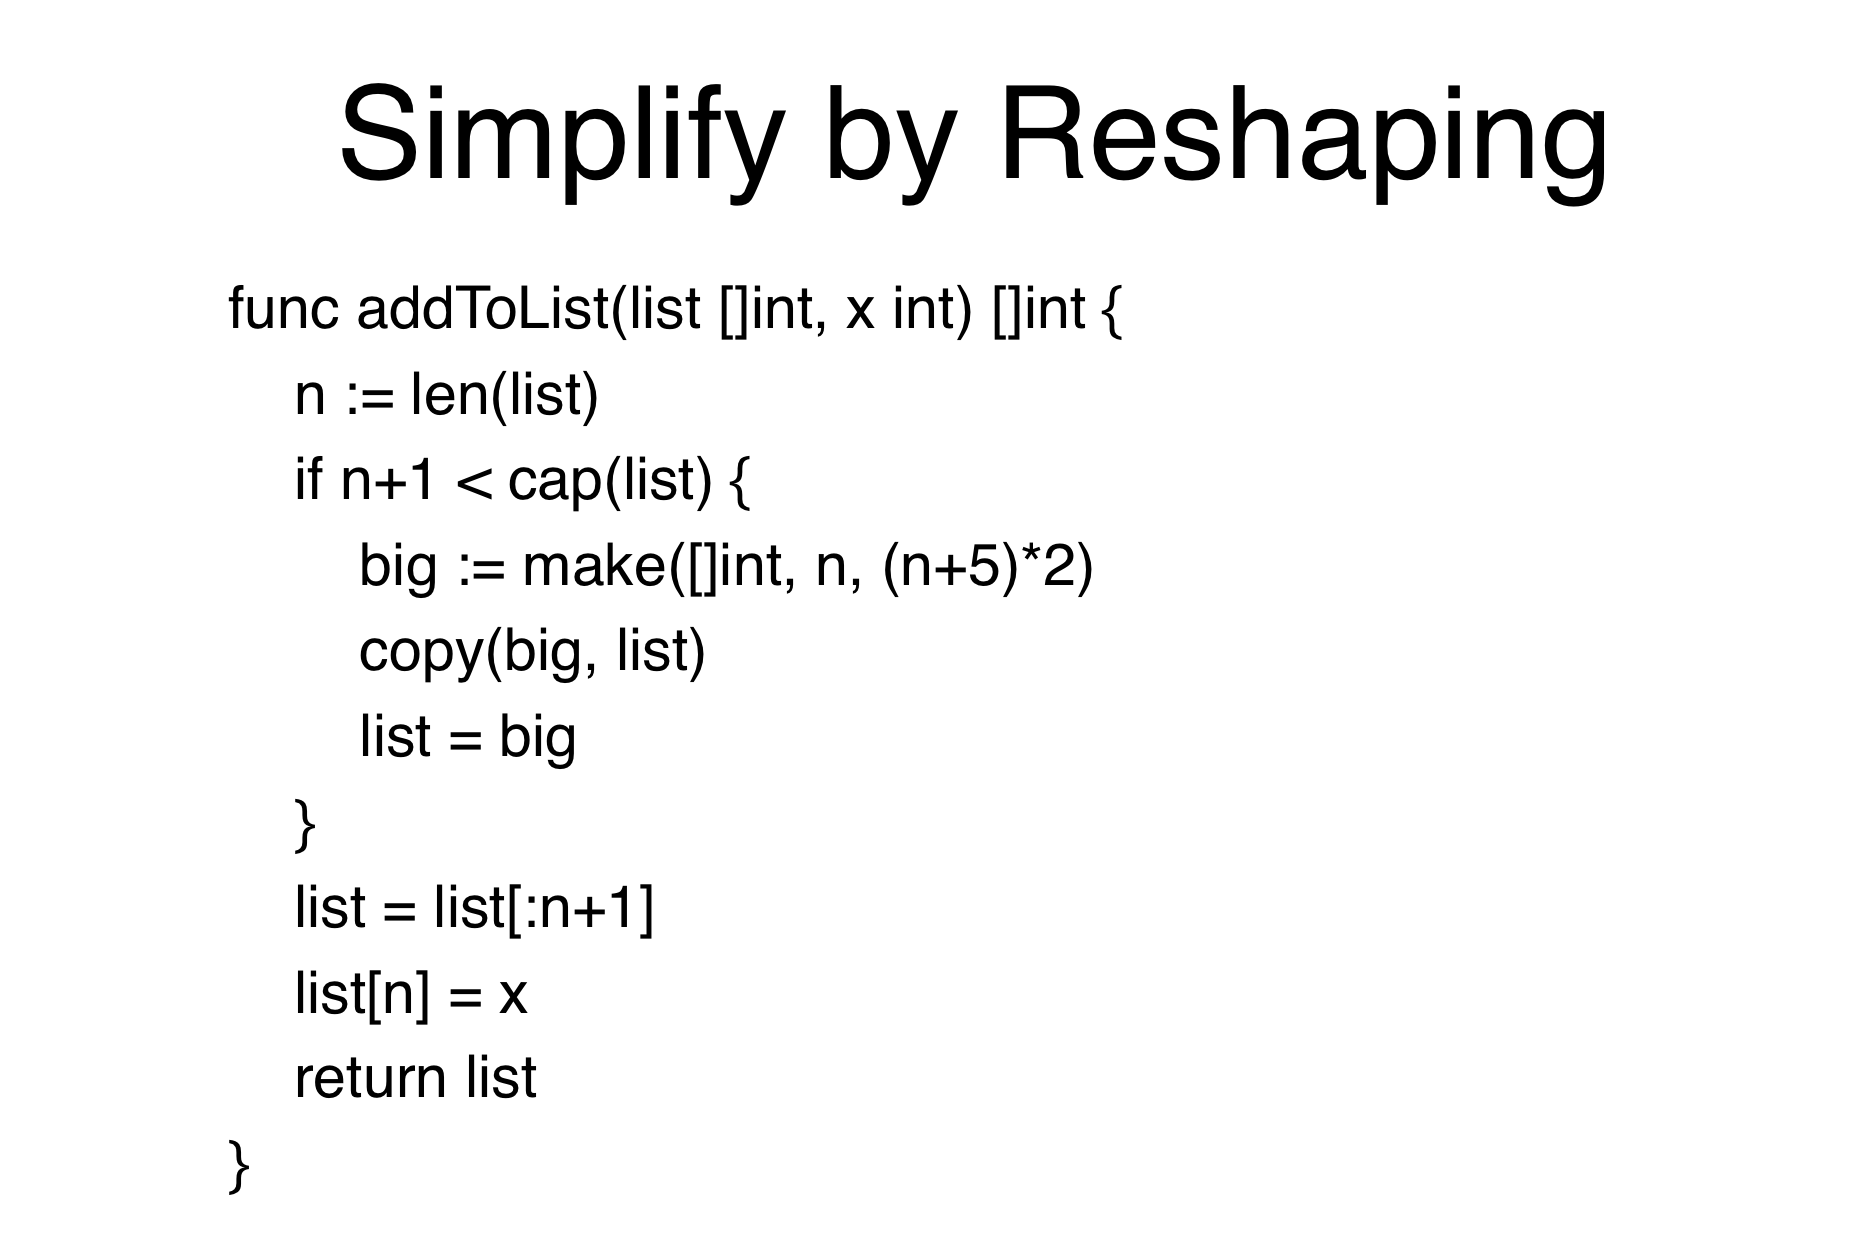 Simplify by Reshaping
func addToList(list []int, x int) []int {
n := len(list)
if n+1 < cap(list) {
big := make([]int, n, (n+5)*2)
copy(big, list)
list = big
}
list = list[:n+1]
list[n] = x
return list
}